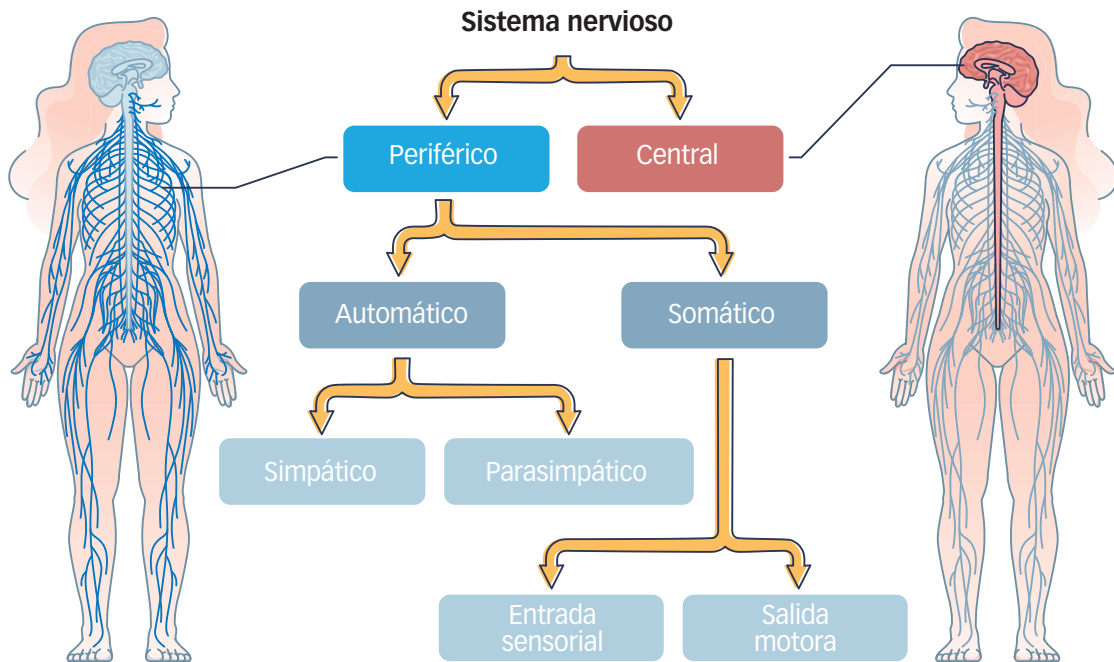 Sistema nervioso
Periférico
Central
Automático
Somático
Simpático
Parasimpático
Entrada
sensorial
Salida
motora